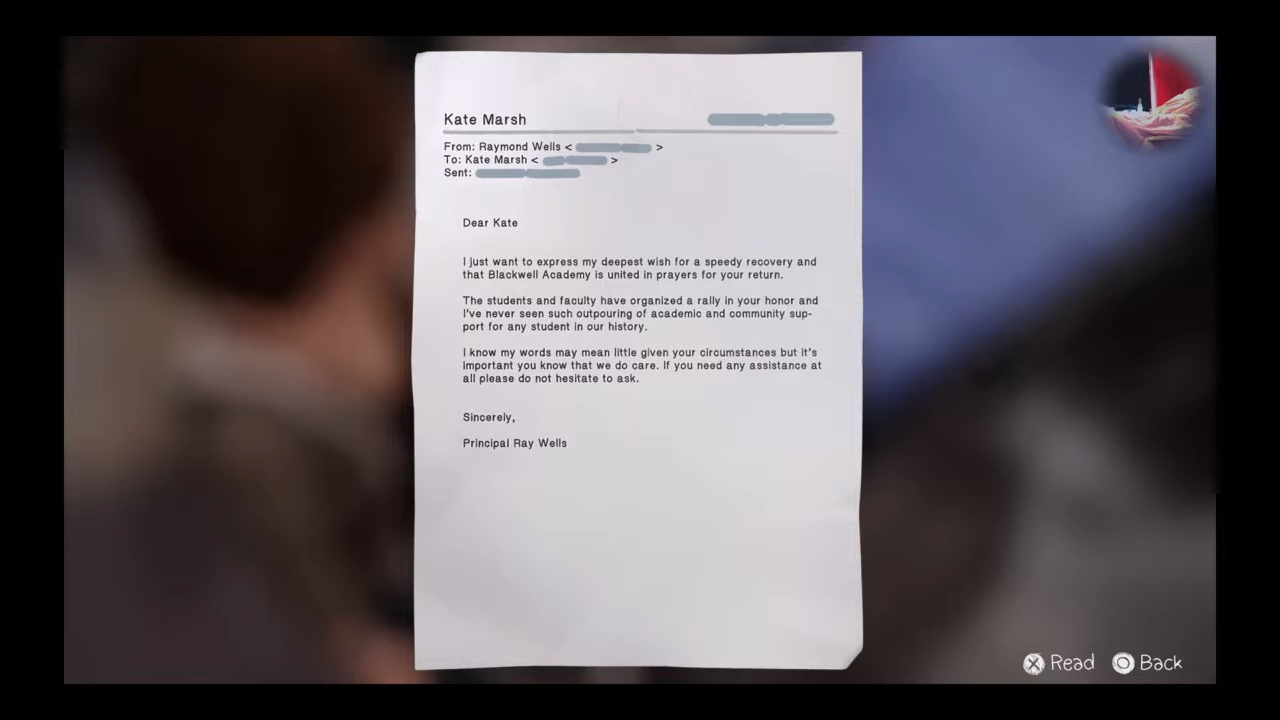 Kate Marsh
From: Raymond Wells < >
To: Kate Marsh < >
Sent:
Dear Kate
I just want to express my deepest wish for a speedy recovery and
that Blackwell Academy is united in prayers for your return.
The students and faculty have organized a rally in your honor and
I've never seen such outpouring of academic and community sup-
port for any student in our history.
I know my words may mean little given your circumstances but it's
important you know that we do care. If you need any assistance at
all please do not hesitate to ask.
Sincerely,
Principal Ray Wells
Read Back